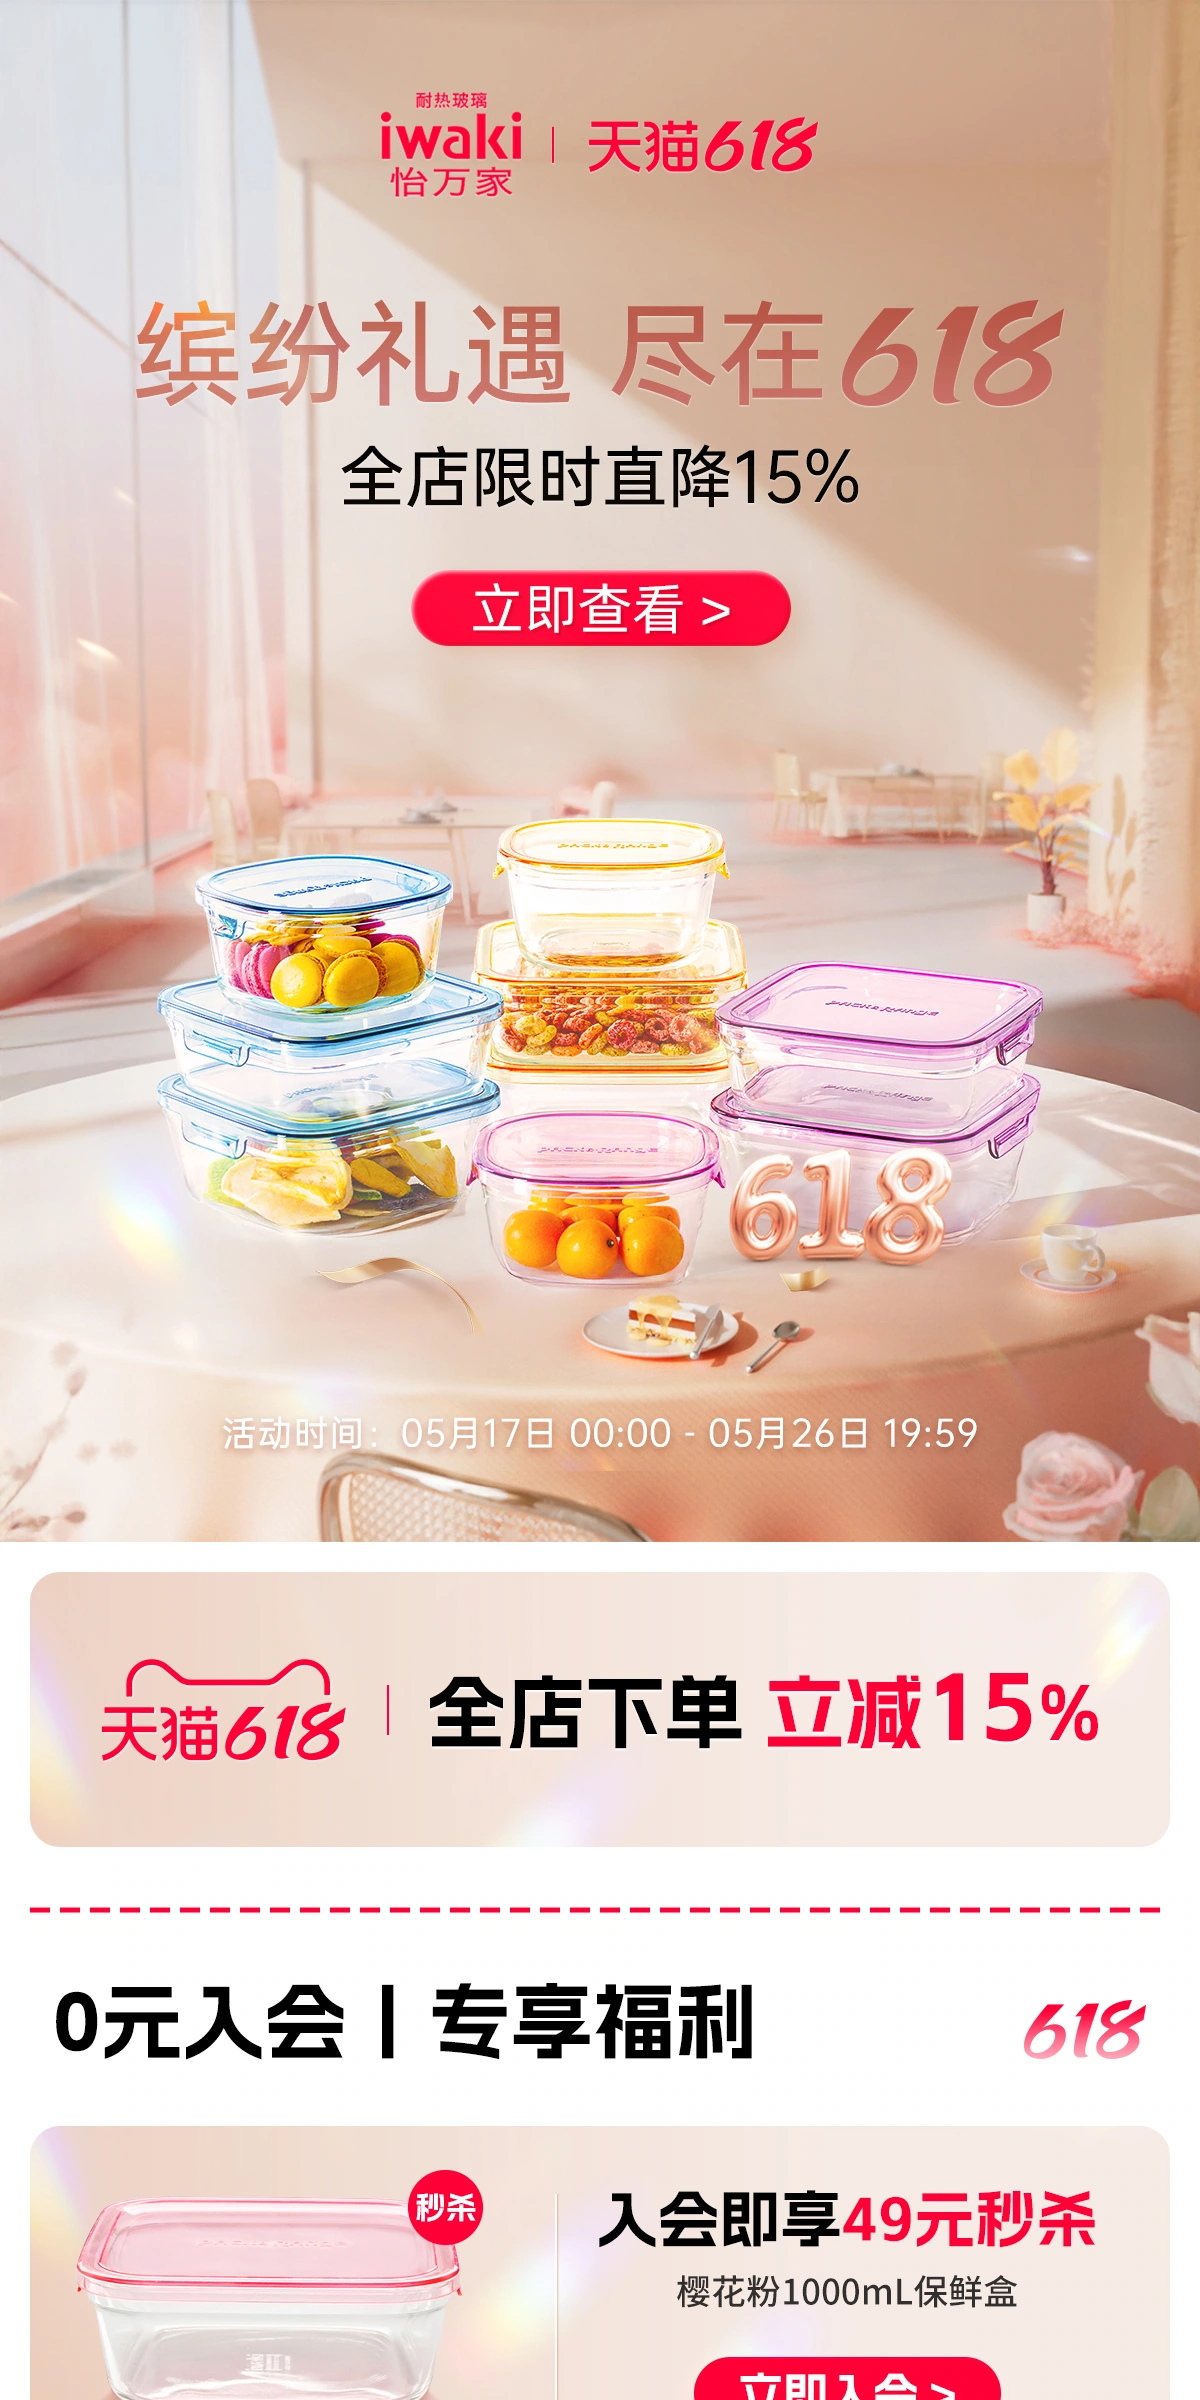 耐热玻璃
iwaki
怡万家
天猫618
缤纷礼遇 尽在618
全店限时直降15%
立即查看 >
618
活动时间：05月17日 00:00 - 05月26日 19:59
天猫618
全店下单 立减15%
0元入会 | 专享福利
618
秒杀
入会即享49元秒杀
樱花粉1000mL保鲜盒
立即入会 >